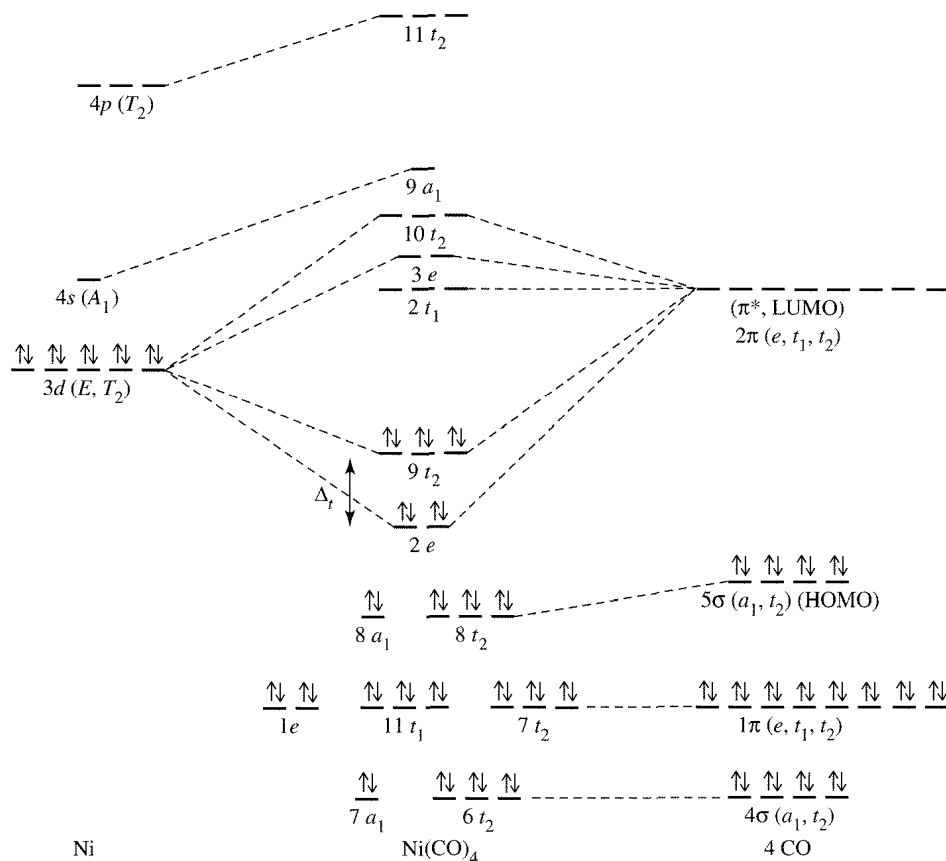 11 t₂
4p (T₂)
9 a₁
10 t₂
3 e
4s (A₁)
2 t₁
(π*, LUMO)
2π (e, t₁, t₂)
3d (E, T₂)
9 t₂
Δₜ
2 e
5σ (a₁, t₂) (HOMO)
8 a₁ 8 t₂
1e 11 t₁ 7 t₂ 1π (e, t₁, t₂)
7 a₁ 6 t₂ 4σ (a₁, t₂)
Ni Ni(CO)₄ 4 CO